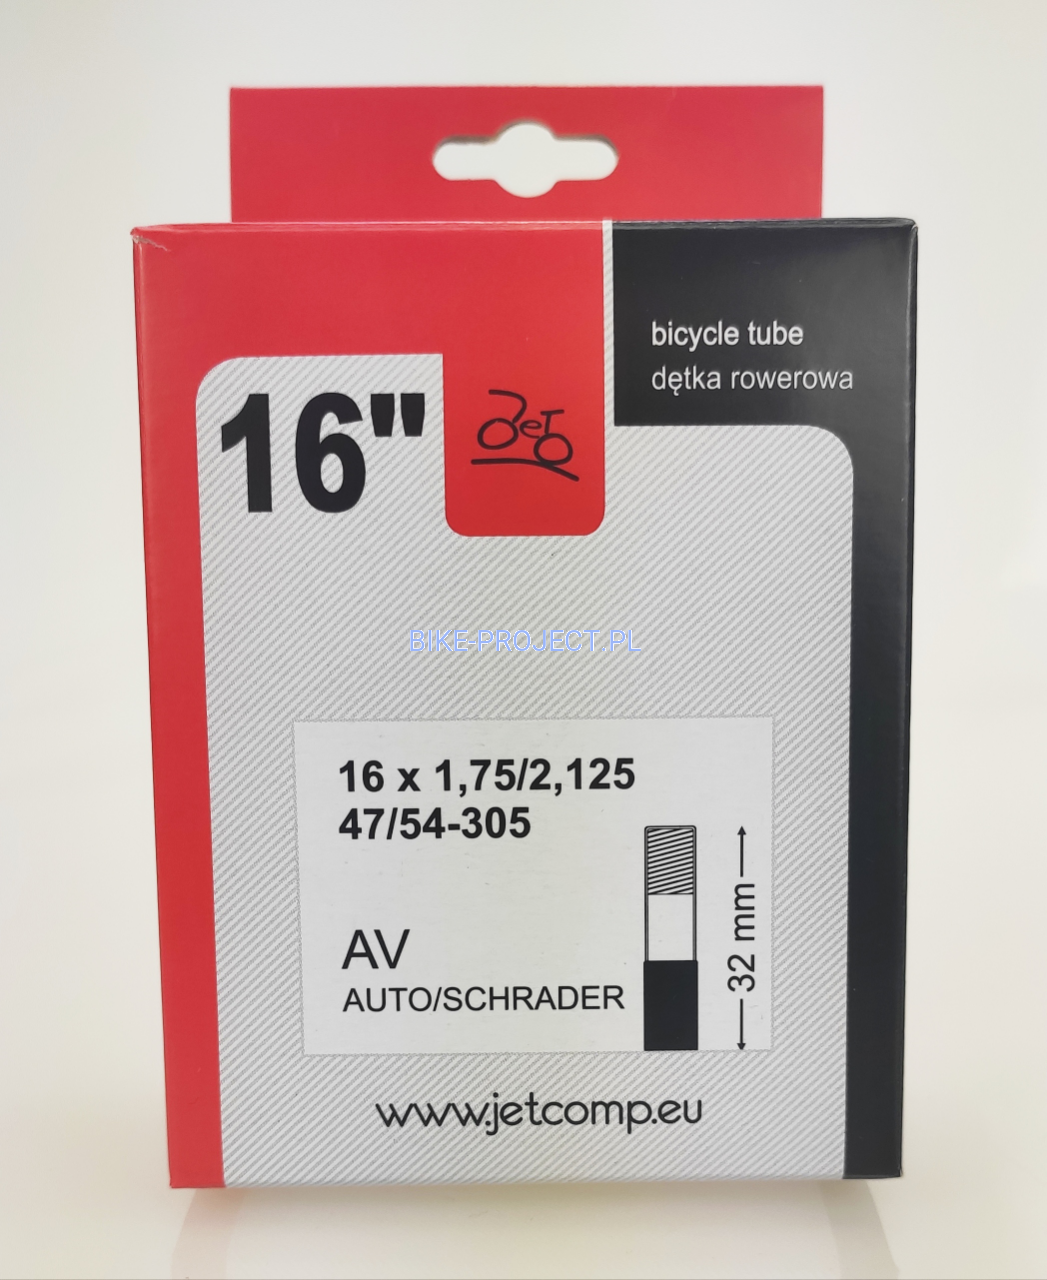 bicycle tube
dętka rowerowa
16"
JeT
BIKE-PROJECT.PL
16 x 1,75/2,125
47/54-305
AV
AUTO/SCHRADER
32 mm
www.jetcomp.eu